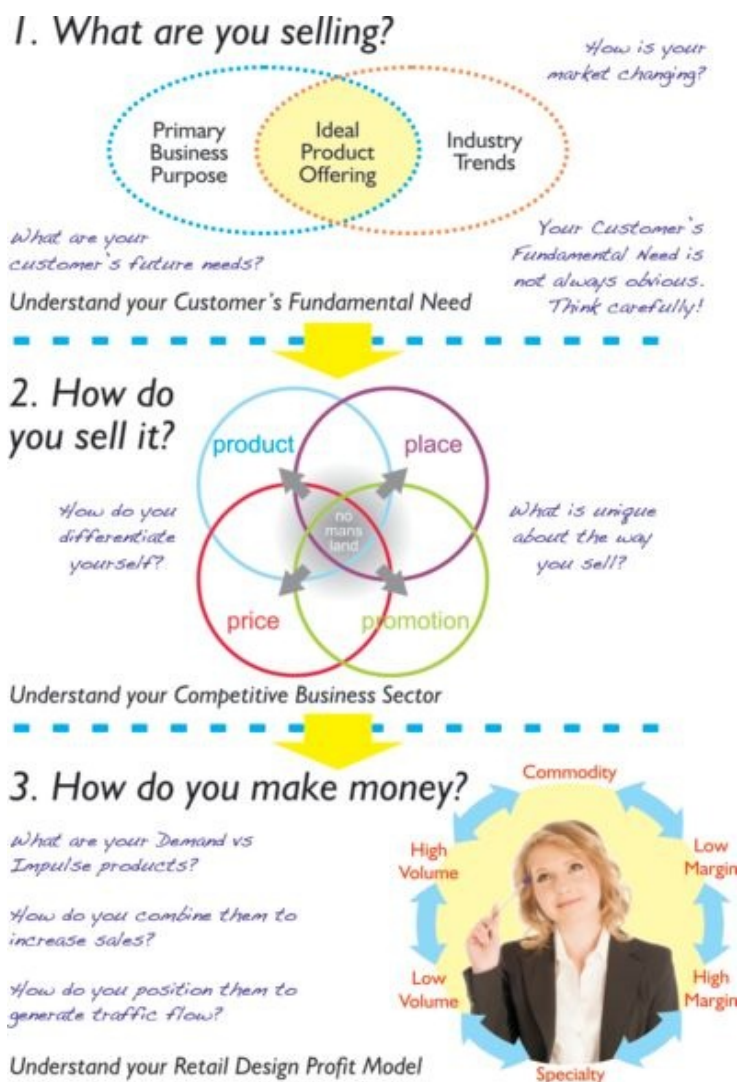 1. What are you selling?
How is your
market changing?
Primary
Business
Purpose
Ideal
Product
Offering
Industry
Trends
What are your
customer's future needs?
Your Customer's
Fundamental Need is
not always obvious.
Think carefully!
Understand your Customer's Fundamental Need
2. How do
you sell it?
product
place
How do you
differentiate
yourself?
no
mans
land
What is unique
about the way
you sell?
price
promotion
Understand your Competitive Business Sector
3. How do you make money?
What are your Demand vs
Impulse products?
How do you combine them to
increase sales?
How do you position them to
generate traffic flow?
Commodity
High
Volume
Low
Margin
Low
Volume
High
Margin
Specialty
Understand your Retail Design Profit Model